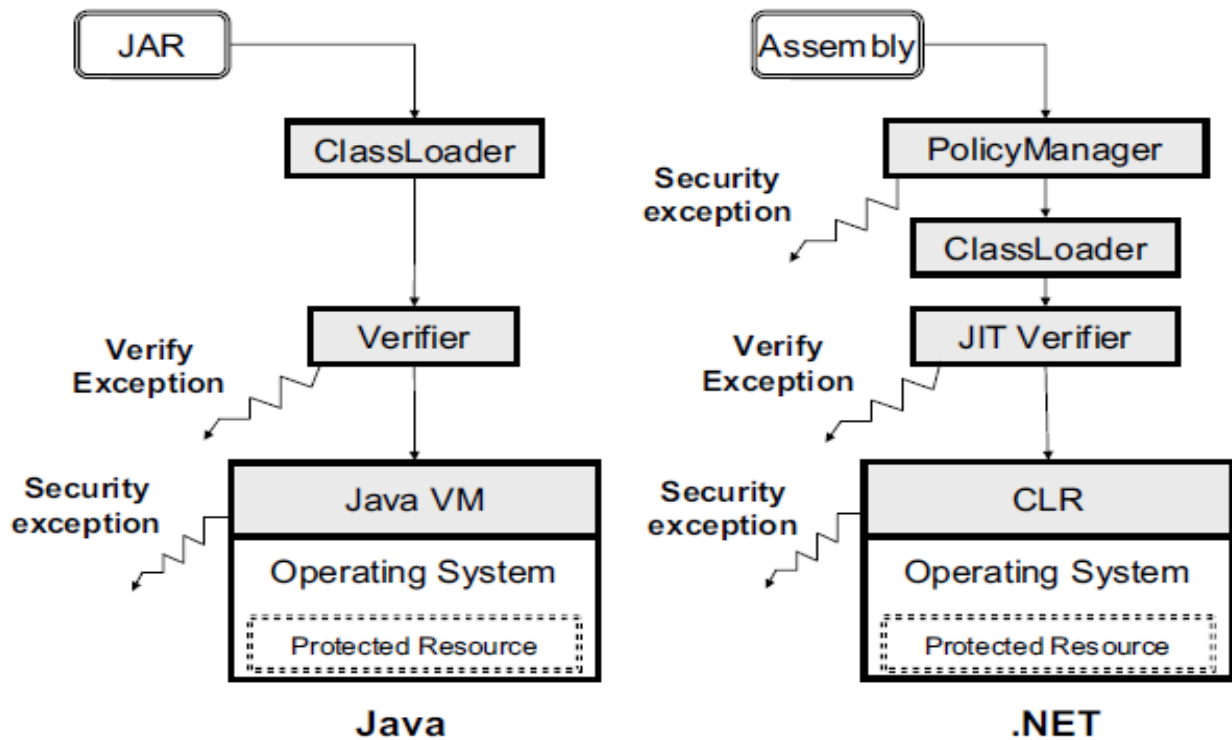 JAR
ClassLoader
Verifier
Verify
Exception
Java VM
Security
exception
Operating System
Protected Resource
Java
Assembly
PolicyManager
Security
exception
ClassLoader
JIT Verifier
Verify
Exception
CLR
Security
exception
Operating System
Protected Resource
.NET